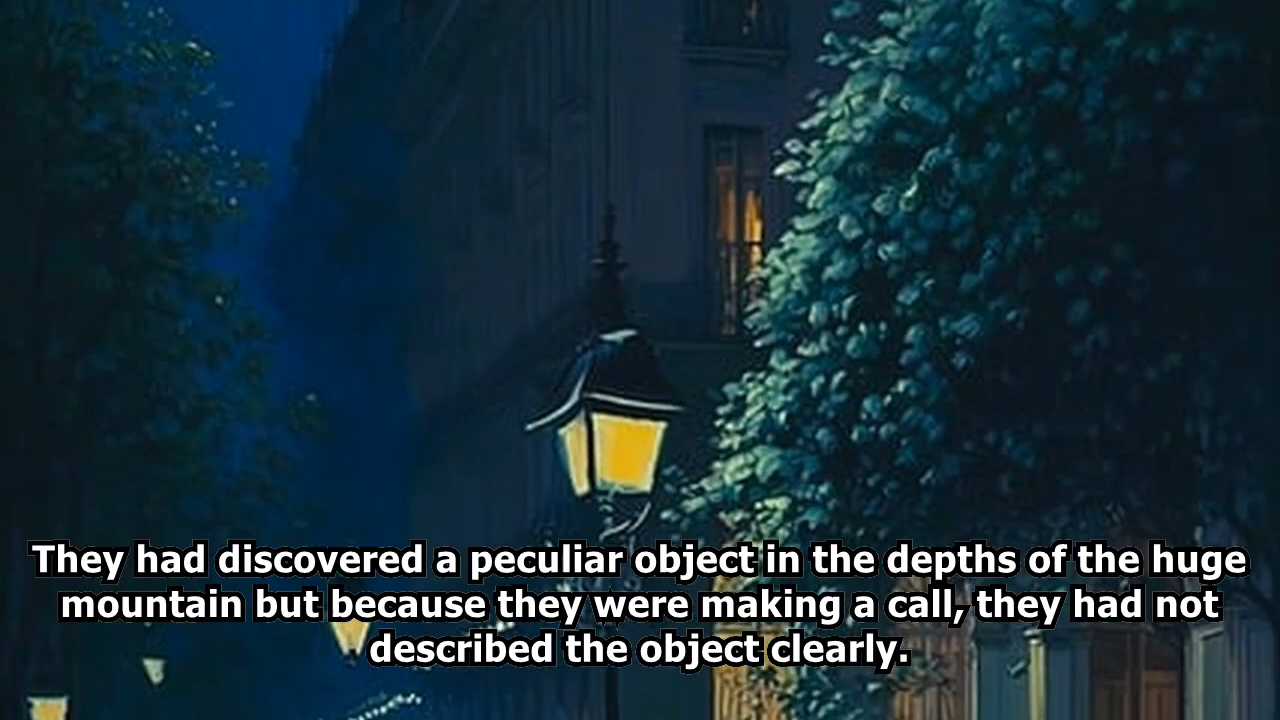 They had discovered a peculiar object in the depths of the huge
mountain but because they were making a call, they had not
described the object clearly.